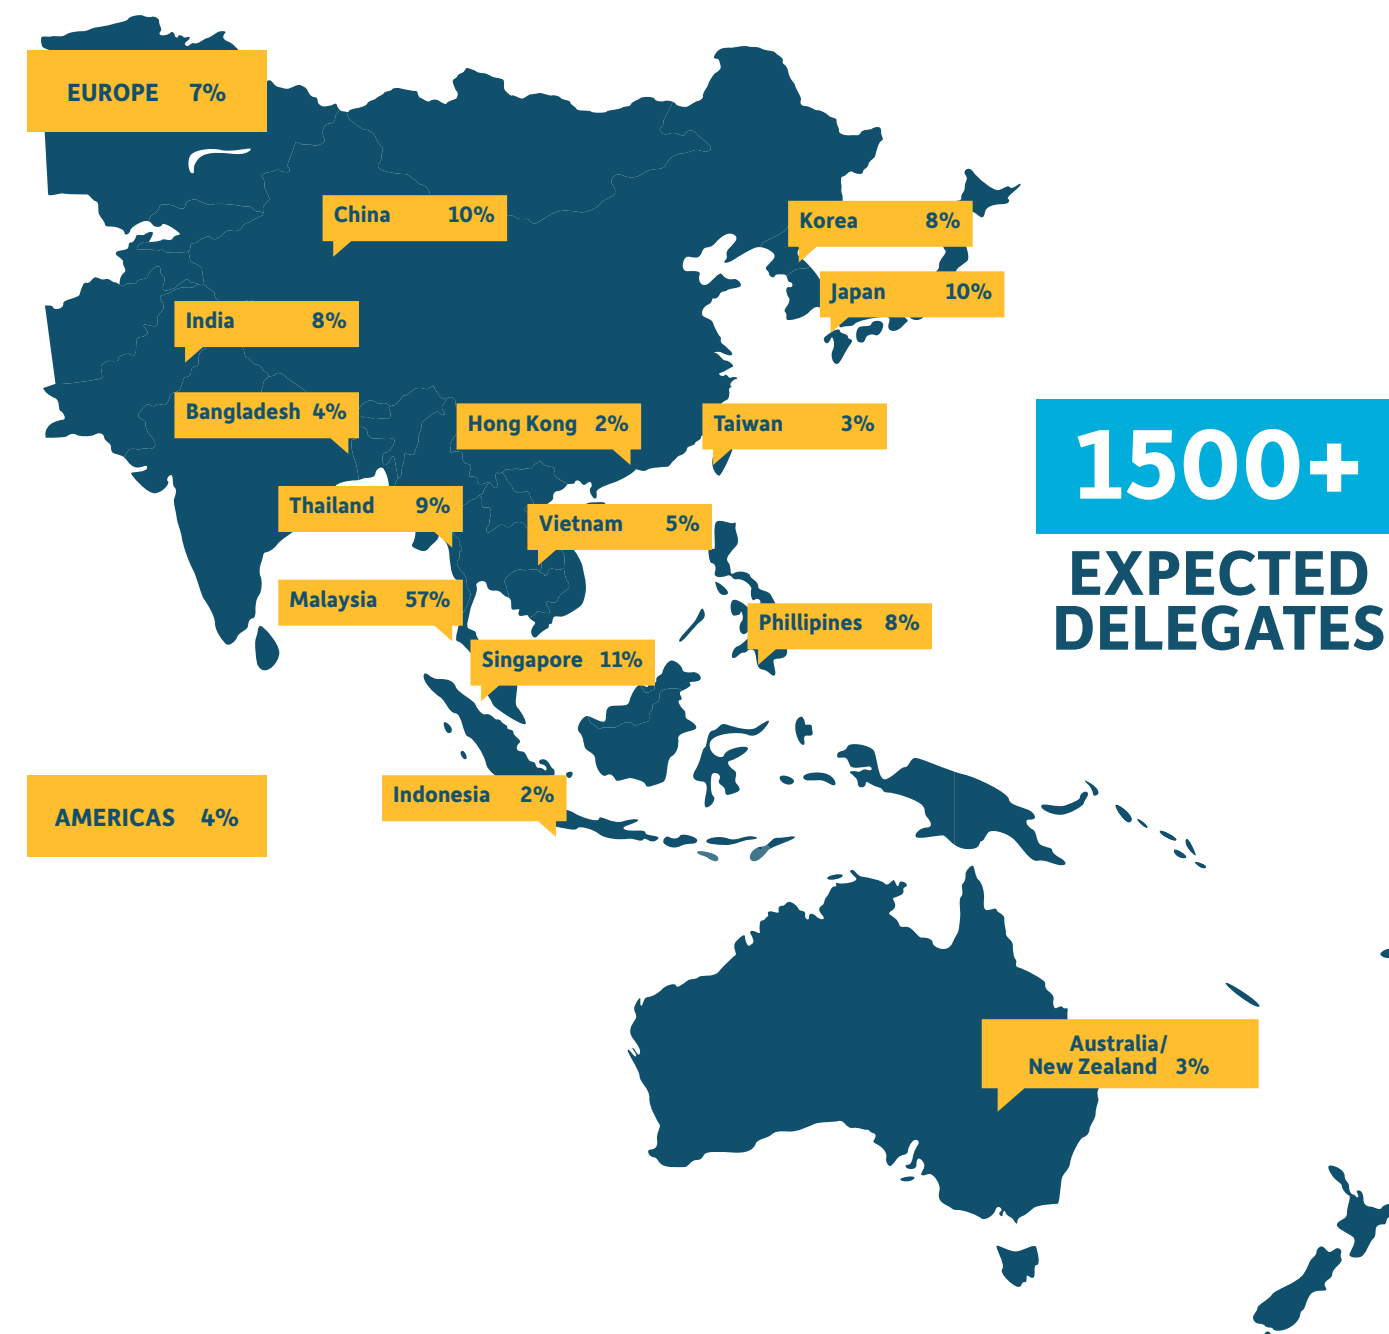 EUROPE 7%
China 10%
Korea 8%
Japan 10%
India 8%
Bangladesh 4%
Hong Kong 2%
Taiwan 3%
1500+
EXPECTED
DELEGATES
Thailand 9%
Vietnam 5%
Malaysia 57%
Phillipines 8%
Singapore 11%
AMERICAS 4%
Indonesia 2%
Australia/
New Zealand 3%